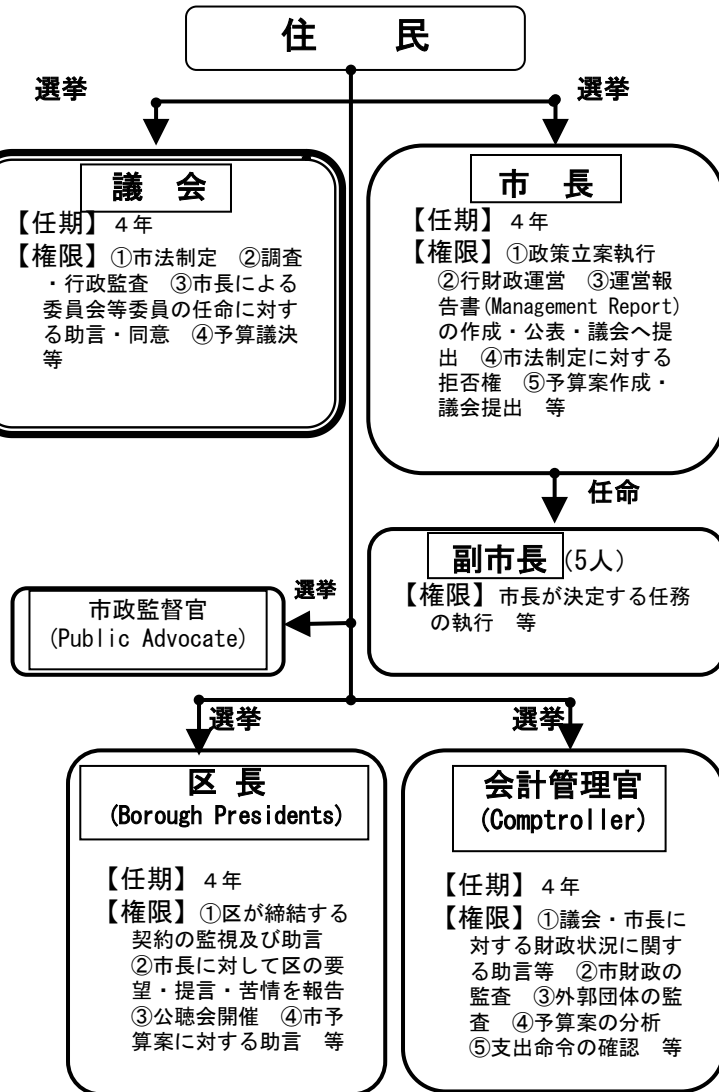 住　民
選挙
選挙
議　会
【任期】４年
【権限】①市法制定　②調査
・行政監査　③市長による
委員会等委員の任命に対す
る助言・同意　④予算議決
等
市　長
【任期】４年
【権限】①政策立案執行
②行財政運営　③運営報
告書(Management Report)
の作成・公表・議会へ提
出　④市法制定に対する
拒否権　⑤予算案作成・
議会提出　等
任命
副市長(5人)
【権限】市長が決定する任務
の執行　等
選挙
市政監督官
(Public Advocate)
選挙
選挙
区 長
(Borough Presidents)
【任期】４年
【権限】①区が締結する
契約の監視及び助言
②市長に対して区の要
望・提言・苦情を報告
③公聴会開催　④市予
算案に対する助言　等
会計管理官
(Comptroller)
【任期】４年
【権限】①議会・市長に
対する財政状況に関す
る助言等　②市財政の
監査　③外郭団体の監
査　④予算案の分析
⑤支出命令の確認　等